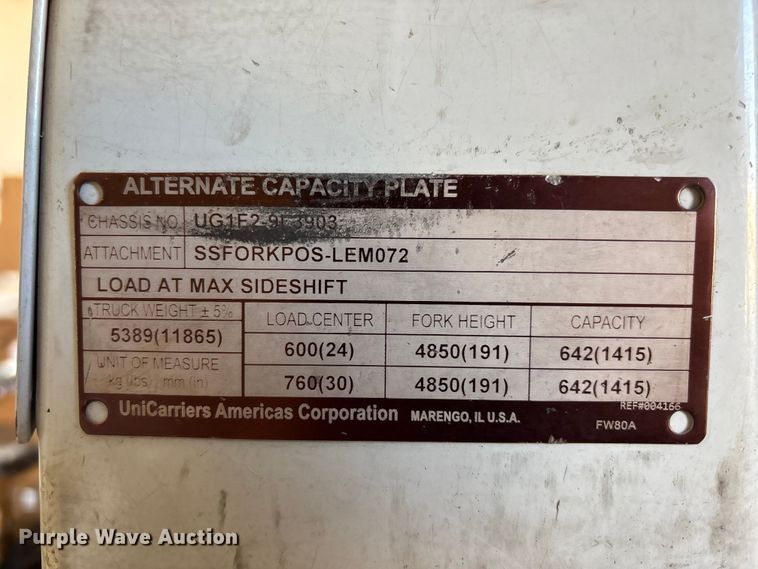 ALTERNATE CAPACITY PLATE
CHASSIS NO. UG1F2-9L3903
ATTACHMENT SSFORKPOS-LEM072
LOAD AT MAX SIDESHIFT
TRUCK WEIGHT ± 5% LOAD CENTER FORK HEIGHT CAPACITY
5389(11865) 600(24) 4850(191) 642(1415)
UNIT OF MEASURE
kg (lbs), mm (in) 760(30) 4850(191) 642(1415)
REF#004166
UniCarriers Americas Corporation MARENGO, IL U.S.A. FW80A
Purple Wave Auction